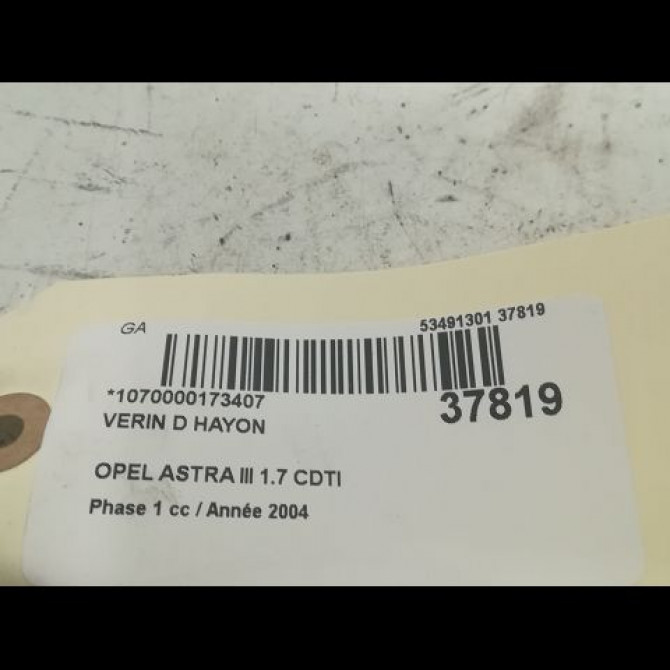 GA
53491301 37819
*1070000173407
37819
VERIN D HAYON
OPEL ASTRA III 1.7 CDTI
Phase 1 cc / Année 2004